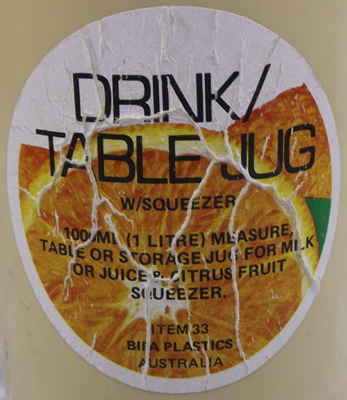 DRINK/
TABLE JUG
W/SQUEEZER
1000ML (1 LITRE) MEASURE,
TABLE OR STORAGE JUG FOR MILK
OR JUICE & CITRUS FRUIT
SQUEEZER.
ITEM 33
BIPA PLASTICS
AUSTRALIA